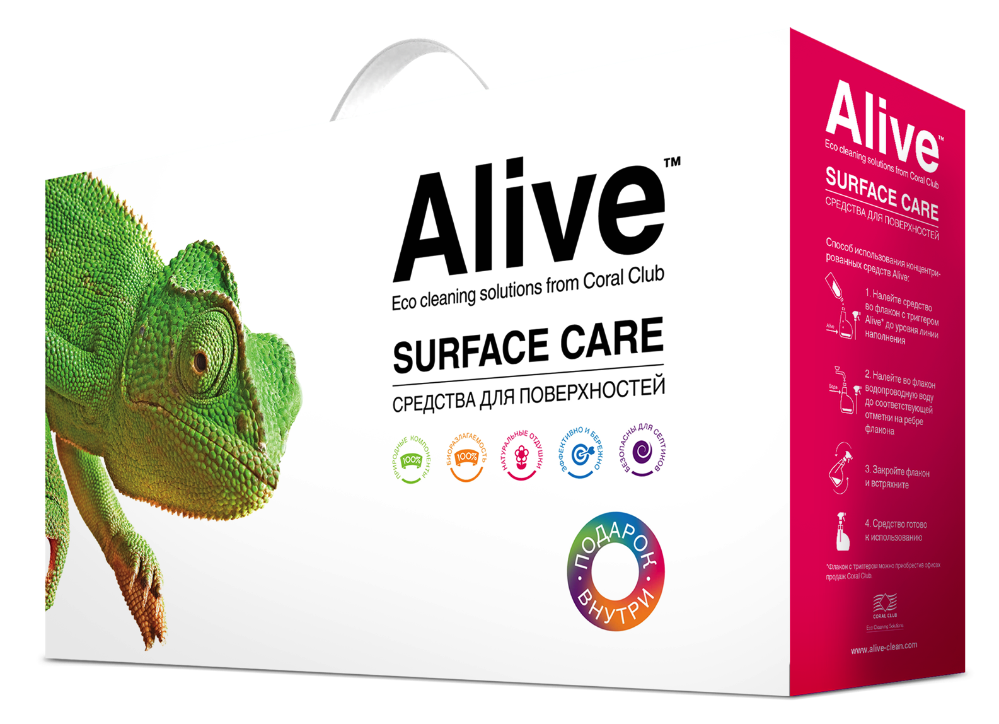 Alive™
Eco cleaning solutions from Coral Club
SURFACE CARE
СРЕДСТВА ДЛЯ ПОВЕРХНОСТЕЙ
ПРИРОДНЫЕ КОМПОНЕНТЫ
100%
БИОРАЗЛАГАЕМОСТЬ
100%
НАТУРАЛЬНЫЕ ОТДУШКИ
ЭФФЕКТИВНО И БЕРЕЖНО
БЕЗОПАСНЫ ДЛЯ СЕПТИКОВ
ПОДАРОК
ВНУТРИ
Alive™
Eco cleaning solutions from Coral Club
SURFACE CARE
СРЕДСТВА ДЛЯ ПОВЕРХНОСТЕЙ
Способ использования концентри-
рованных средств Alive:
1. Налейте средство
во флакон с триггером
Alive* до уровня линии
наполнения
Alive
2. Налейте во флакон
водопроводную воду
до соответствующей
отметки на ребре
флакона
Вода
3. Закройте флакон
и встряхните
4. Средство готово
к использованию
*Флакон с триггером можно приобрестив офисах
продаж Coral Club.
CORAL CLUB
Eco Cleaning Solutions
www.alive-clean.com